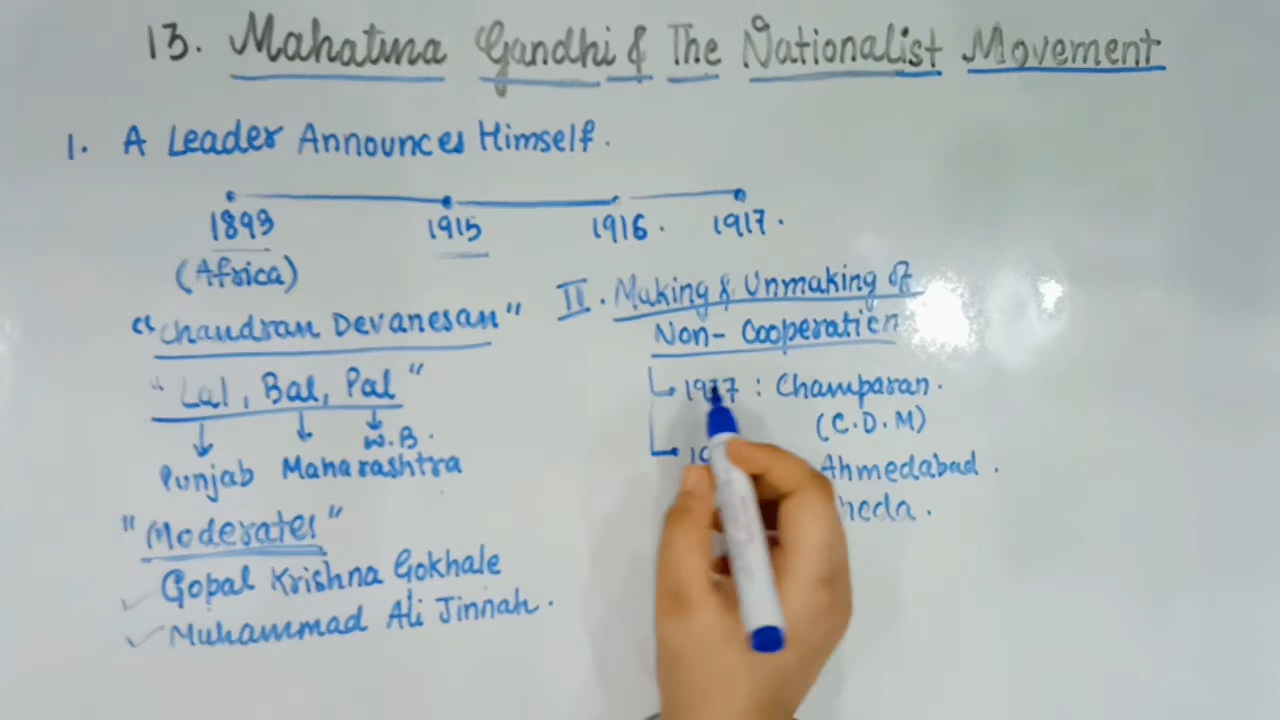 13. Mahatma Gandhi & The Nationalist Movement
1. A Leader Announces Himself.
1893 1915 1916. 1917.
(Africa)
"Chandran Devanesan"
"Lal, Bal, Pal"
W.B.
Punjab Maharashtra
"Moderates"
Gopal Krishna Gokhale
Muhammad Ali Jinnah.
II. Making & Unmaking of
Non-Cooperation
1917 : Champaran.
(C.D.M)
Ahmedabad.